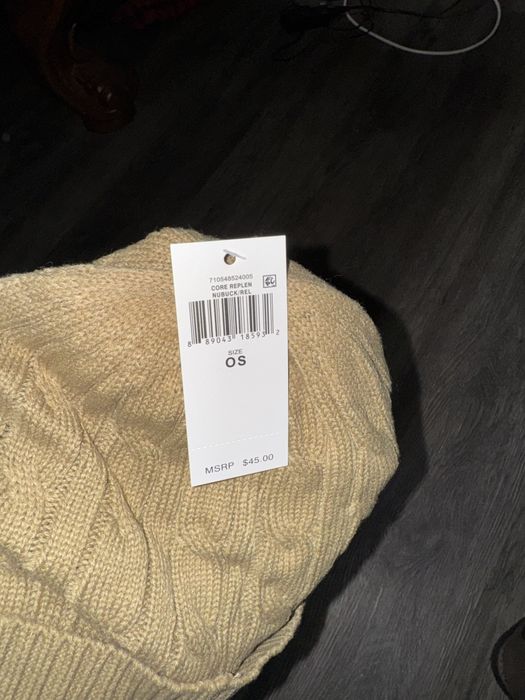 710548524005
CORE REPLEN
NUBUCK/REL
8 89043 18593 2
SIZE
OS
MSRP $45.00